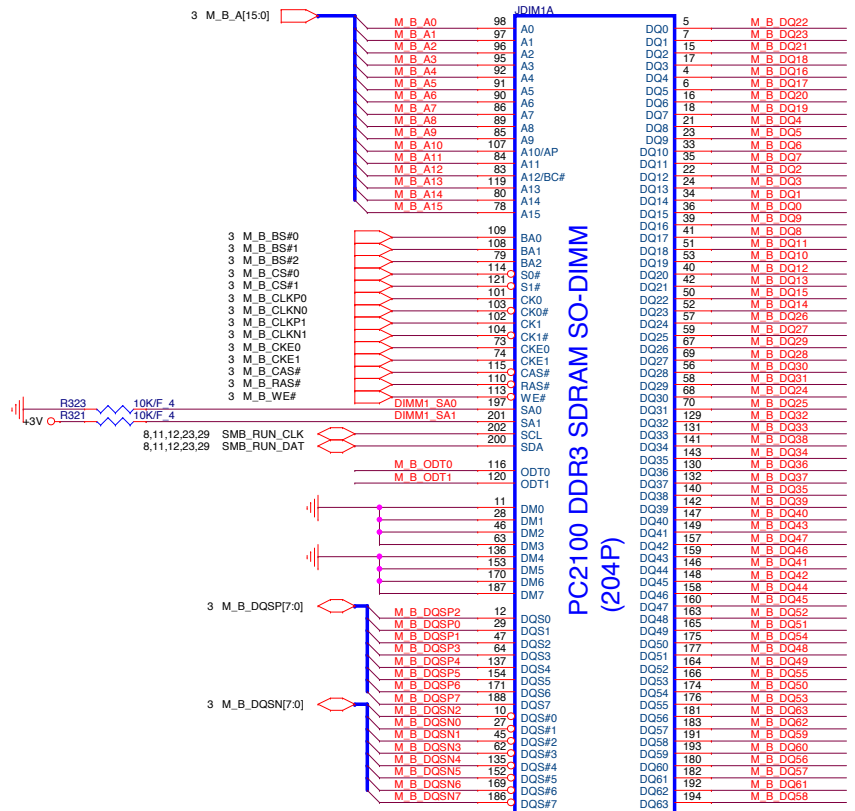 JDIM1A
3 M_B_A[15:0]
M_B_A0 98 A0
M_B_A1 97 A1
M_B_A2 96 A2
M_B_A3 95 A3
M_B_A4 92 A4
M_B_A5 91 A5
M_B_A6 90 A6
M_B_A7 86 A7
M_B_A8 89 A8
M_B_A9 85 A9
M_B_A10 107 A10/AP
M_B_A11 84 A11
M_B_A12 83 A12/BC#
M_B_A13 119 A13
M_B_A14 80 A14
M_B_A15 78 A15
3 M_B_BS#0 109 BA0
3 M_B_BS#1 108 BA1
3 M_B_BS#2 79 BA2
3 M_B_CS#0 114 S0#
3 M_B_CS#1 121 S1#
3 M_B_CLKP0 101 CK0
3 M_B_CLKN0 103 CK0#
3 M_B_CLKP1 102 CK1
3 M_B_CLKN1 104 CK1#
3 M_B_CKE0 73 CKE0
3 M_B_CKE1 74 CKE1
3 M_B_CAS# 115 CAS#
3 M_B_RAS# 110 RAS#
3 M_B_WE# 113 WE#
R323 10K/F_4 DIMM1_SA0 197 SA0
+3V R321 10K/F_4 DIMM1_SA1 201 SA1
8,11,12,23,29 SMB_RUN_CLK 202 SCL
8,11,12,23,29 SMB_RUN_DAT 200 SDA
M_B_ODT0 116 ODT0
M_B_ODT1 120 ODT1
11 DM0
28 DM1
46 DM2
63 DM3
136 DM4
153 DM5
170 DM6
187 DM7
3 M_B_DQSP[7:0]
M_B_DQSP2 12 DQS0
M_B_DQSP0 29 DQS1
M_B_DQSP1 47 DQS2
M_B_DQSP3 64 DQS3
M_B_DQSP4 137 DQS4
M_B_DQSP5 154 DQS5
M_B_DQSP6 171 DQS6
M_B_DQSP7 188 DQS7
3 M_B_DQSN[7:0]
M_B_DQSN2 10 DQS#0
M_B_DQSN0 27 DQS#1
M_B_DQSN1 45 DQS#2
M_B_DQSN3 62 DQS#3
M_B_DQSN4 135 DQS#4
M_B_DQSN5 152 DQS#5
M_B_DQSN6 169 DQS#6
M_B_DQSN7 186 DQS#7
PC2100 DDR3 SDRAM SO-DIMM
(204P)
DQ0 5 M_B_DQ22
DQ1 7 M_B_DQ23
DQ2 15 M_B_DQ21
DQ3 17 M_B_DQ18
DQ4 4 M_B_DQ16
DQ5 6 M_B_DQ17
DQ6 16 M_B_DQ20
DQ7 18 M_B_DQ19
DQ8 21 M_B_DQ4
DQ9 23 M_B_DQ5
DQ10 33 M_B_DQ6
DQ11 35 M_B_DQ7
DQ12 22 M_B_DQ2
DQ13 24 M_B_DQ3
DQ14 34 M_B_DQ1
DQ15 36 M_B_DQ0
DQ16 39 M_B_DQ9
DQ17 41 M_B_DQ8
DQ18 51 M_B_DQ11
DQ19 53 M_B_DQ10
DQ20 40 M_B_DQ12
DQ21 42 M_B_DQ13
DQ22 50 M_B_DQ15
DQ23 52 M_B_DQ14
DQ24 57 M_B_DQ26
DQ25 59 M_B_DQ27
DQ26 67 M_B_DQ29
DQ27 69 M_B_DQ28
DQ28 56 M_B_DQ30
DQ29 58 M_B_DQ31
DQ30 68 M_B_DQ24
DQ31 70 M_B_DQ25
DQ32 129 M_B_DQ32
DQ33 131 M_B_DQ33
DQ34 141 M_B_DQ38
DQ35 143 M_B_DQ34
DQ36 130 M_B_DQ36
DQ37 132 M_B_DQ37
DQ38 140 M_B_DQ35
DQ39 142 M_B_DQ39
DQ40 147 M_B_DQ40
DQ41 149 M_B_DQ43
DQ42 157 M_B_DQ47
DQ43 159 M_B_DQ46
DQ44 146 M_B_DQ41
DQ45 148 M_B_DQ42
DQ46 158 M_B_DQ44
DQ47 160 M_B_DQ45
DQ48 163 M_B_DQ52
DQ49 165 M_B_DQ51
DQ50 175 M_B_DQ54
DQ51 177 M_B_DQ48
DQ52 164 M_B_DQ49
DQ53 166 M_B_DQ55
DQ54 174 M_B_DQ50
DQ55 176 M_B_DQ53
DQ56 181 M_B_DQ63
DQ57 183 M_B_DQ62
DQ58 191 M_B_DQ59
DQ59 193 M_B_DQ60
DQ60 180 M_B_DQ56
DQ61 182 M_B_DQ57
DQ62 192 M_B_DQ61
DQ63 194 M_B_DQ58